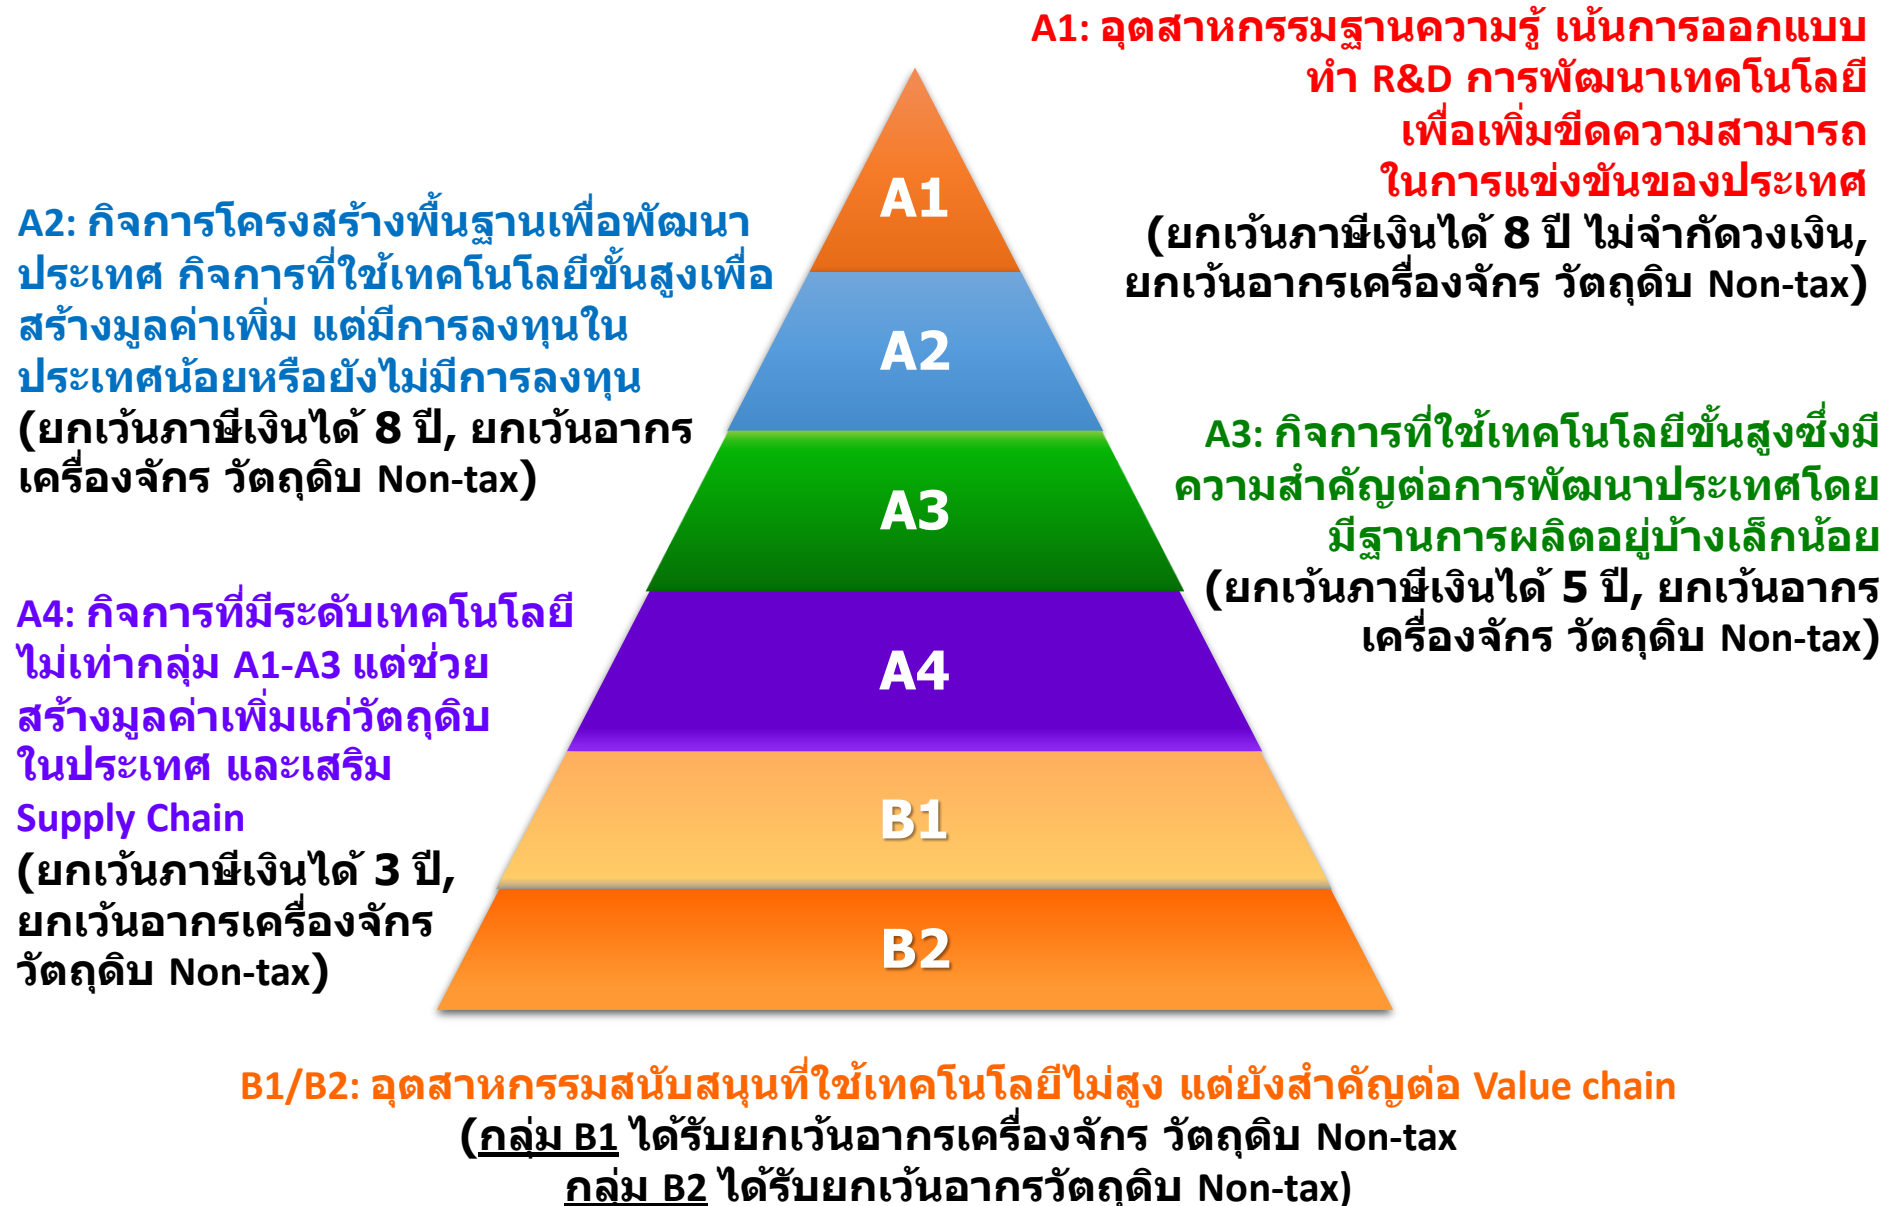 A1: อุตสาหกรรมฐานความรู้ เน้นการออกแบบ
ทำ R&D การพัฒนาเทคโนโลยี
เพื่อเพิ่มขีดความสามารถ
ในการแข่งขันของประเทศ
(ยกเว้นภาษีเงินได้ 8 ปี ไม่จำกัดวงเงิน,
ยกเว้นอากรเครื่องจักร วัตถุดิบ Non-tax)
A2: กิจการโครงสร้างพื้นฐานเพื่อพัฒนา
ประเทศ กิจการที่ใช้เทคโนโลยีขั้นสูงเพื่อ
สร้างมูลค่าเพิ่ม แต่มีการลงทุนใน
ประเทศน้อยหรือยังไม่มีการลงทุน
(ยกเว้นภาษีเงินได้ 8 ปี, ยกเว้นอากร
เครื่องจักร วัตถุดิบ Non-tax)
A3: กิจการที่ใช้เทคโนโลยีขั้นสูงซึ่งมี
ความสำคัญต่อการพัฒนาประเทศโดย
มีฐานการผลิตอยู่บ้างเล็กน้อย
(ยกเว้นภาษีเงินได้ 5 ปี, ยกเว้นอากร
เครื่องจักร วัตถุดิบ Non-tax)
A4: กิจการที่มีระดับเทคโนโลยี
ไม่เท่ากลุ่ม A1-A3 แต่ช่วย
สร้างมูลค่าเพิ่มแก่วัตถุดิบ
ในประเทศ และเสริม
Supply Chain
(ยกเว้นภาษีเงินได้ 3 ปี,
ยกเว้นอากรเครื่องจักร
วัตถุดิบ Non-tax)
A1
A2
A3
A4
B1
B2
B1/B2: อุตสาหกรรมสนับสนุนที่ใช้เทคโนโลยีไม่สูง แต่ยังสำคัญต่อ Value chain
(กลุ่ม B1 ได้รับยกเว้นอากรเครื่องจักร วัตถุดิบ Non-tax
กลุ่ม B2 ได้รับยกเว้นอากรวัตถุดิบ Non-tax)